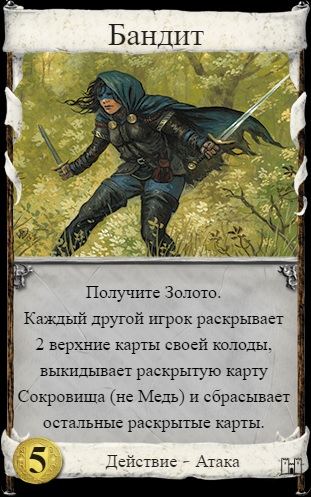 Бандит
Получите Золото.
Каждый другой игрок раскрывает
2 верхние карты своей колоды,
выкидывает раскрытую карту
Сокровища (не Медь) и сбрасывает
остальные раскрытые карты.
5
Действие - Атака